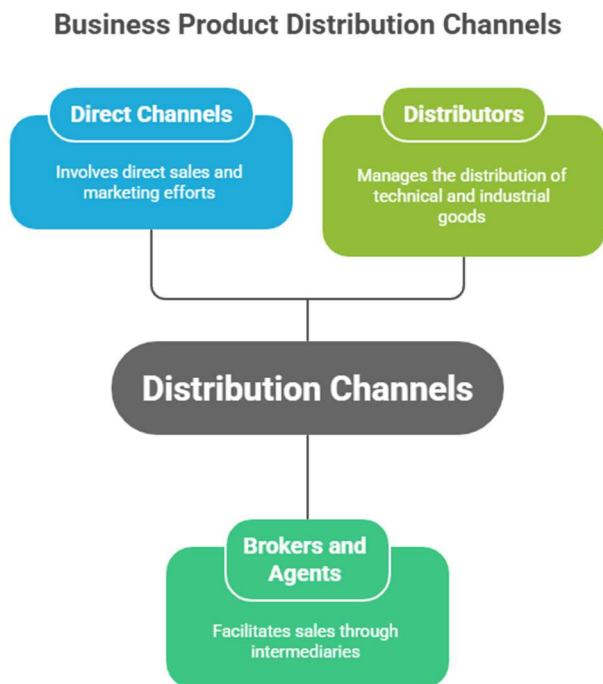 Business Product Distribution Channels
Direct Channels
Involves direct sales and
marketing efforts
Distributors
Manages the distribution of
technical and industrial
goods
Distribution Channels
Brokers and
Agents
Facilitates sales through
intermediaries